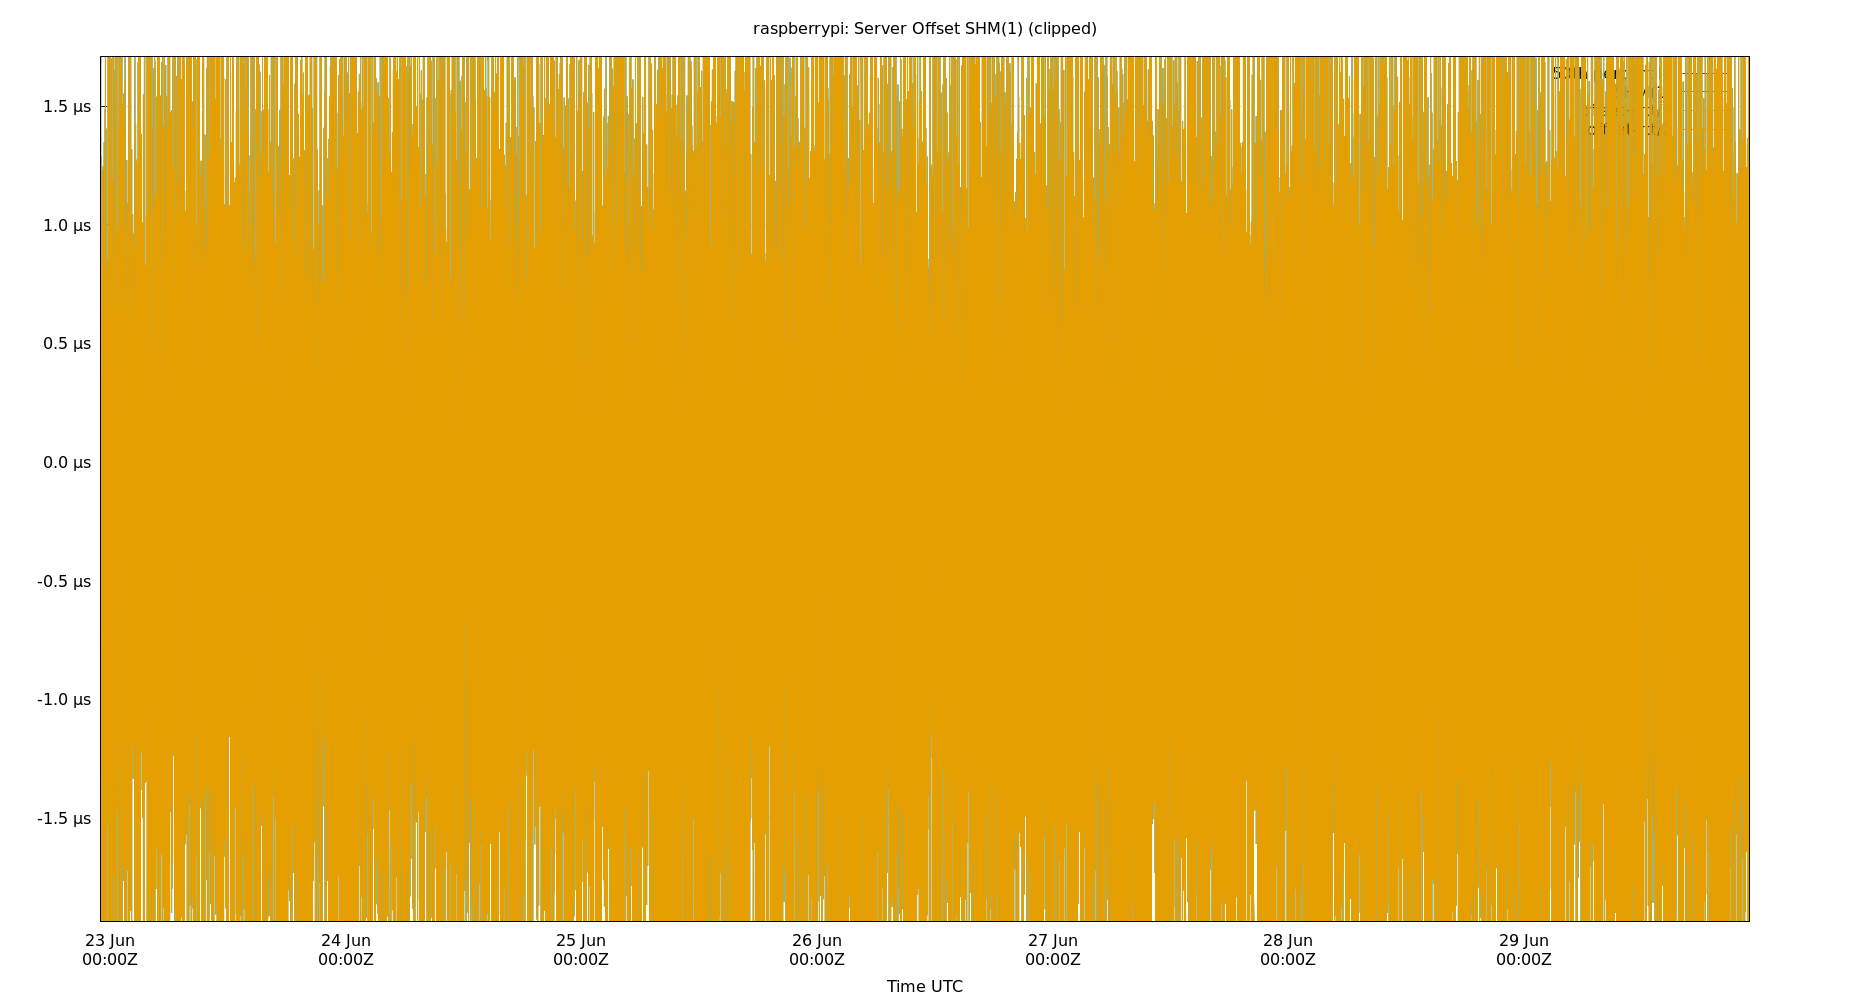 raspberrypi: Server Offset SHM(1) (clipped)
1.5 µs
1.0 µs
0.5 µs
0.0 µs
-0.5 µs
-1.0 µs
-1.5 µs
23 Jun 24 Jun 25 Jun 26 Jun 27 Jun 28 Jun 29 Jun
00:00Z 00:00Z 00:00Z 00:00Z 00:00Z 00:00Z 00:00Z
Time UTC